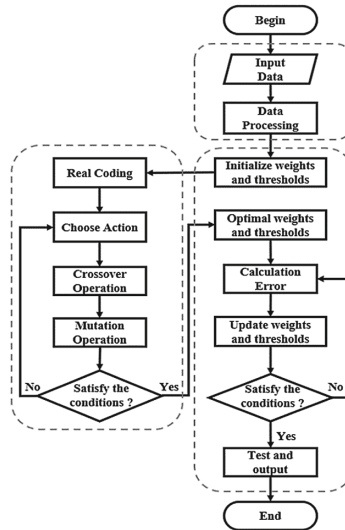 Begin
Input
Data
Data
Processing
Initialize weights
and thresholds
Real Coding
Choose Action
Crossover
Operation
Mutation
Operation
Satisfy the
conditions ?
No
Yes
Optimal weights
and thresholds
Calculation
Error
Update weights
and thresholds
Satisfy the
conditions ?
No
Yes
Test and
output
End